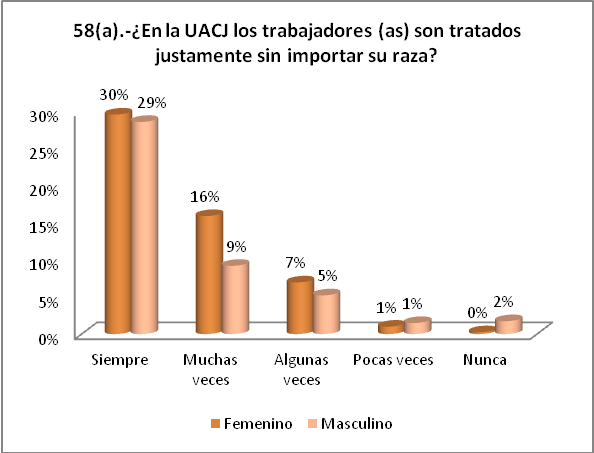 58(a).-¿En la UACJ los trabajadores (as) son tratados
justamente sin importar su raza?
30%
29%
16%
9%
7%
5%
1%
1%
0%
2%
30%
25%
20%
15%
10%
5%
0%
Siempre
Muchas
veces
Algunas
veces
Pocas veces
Nunca
Femenino
Masculino